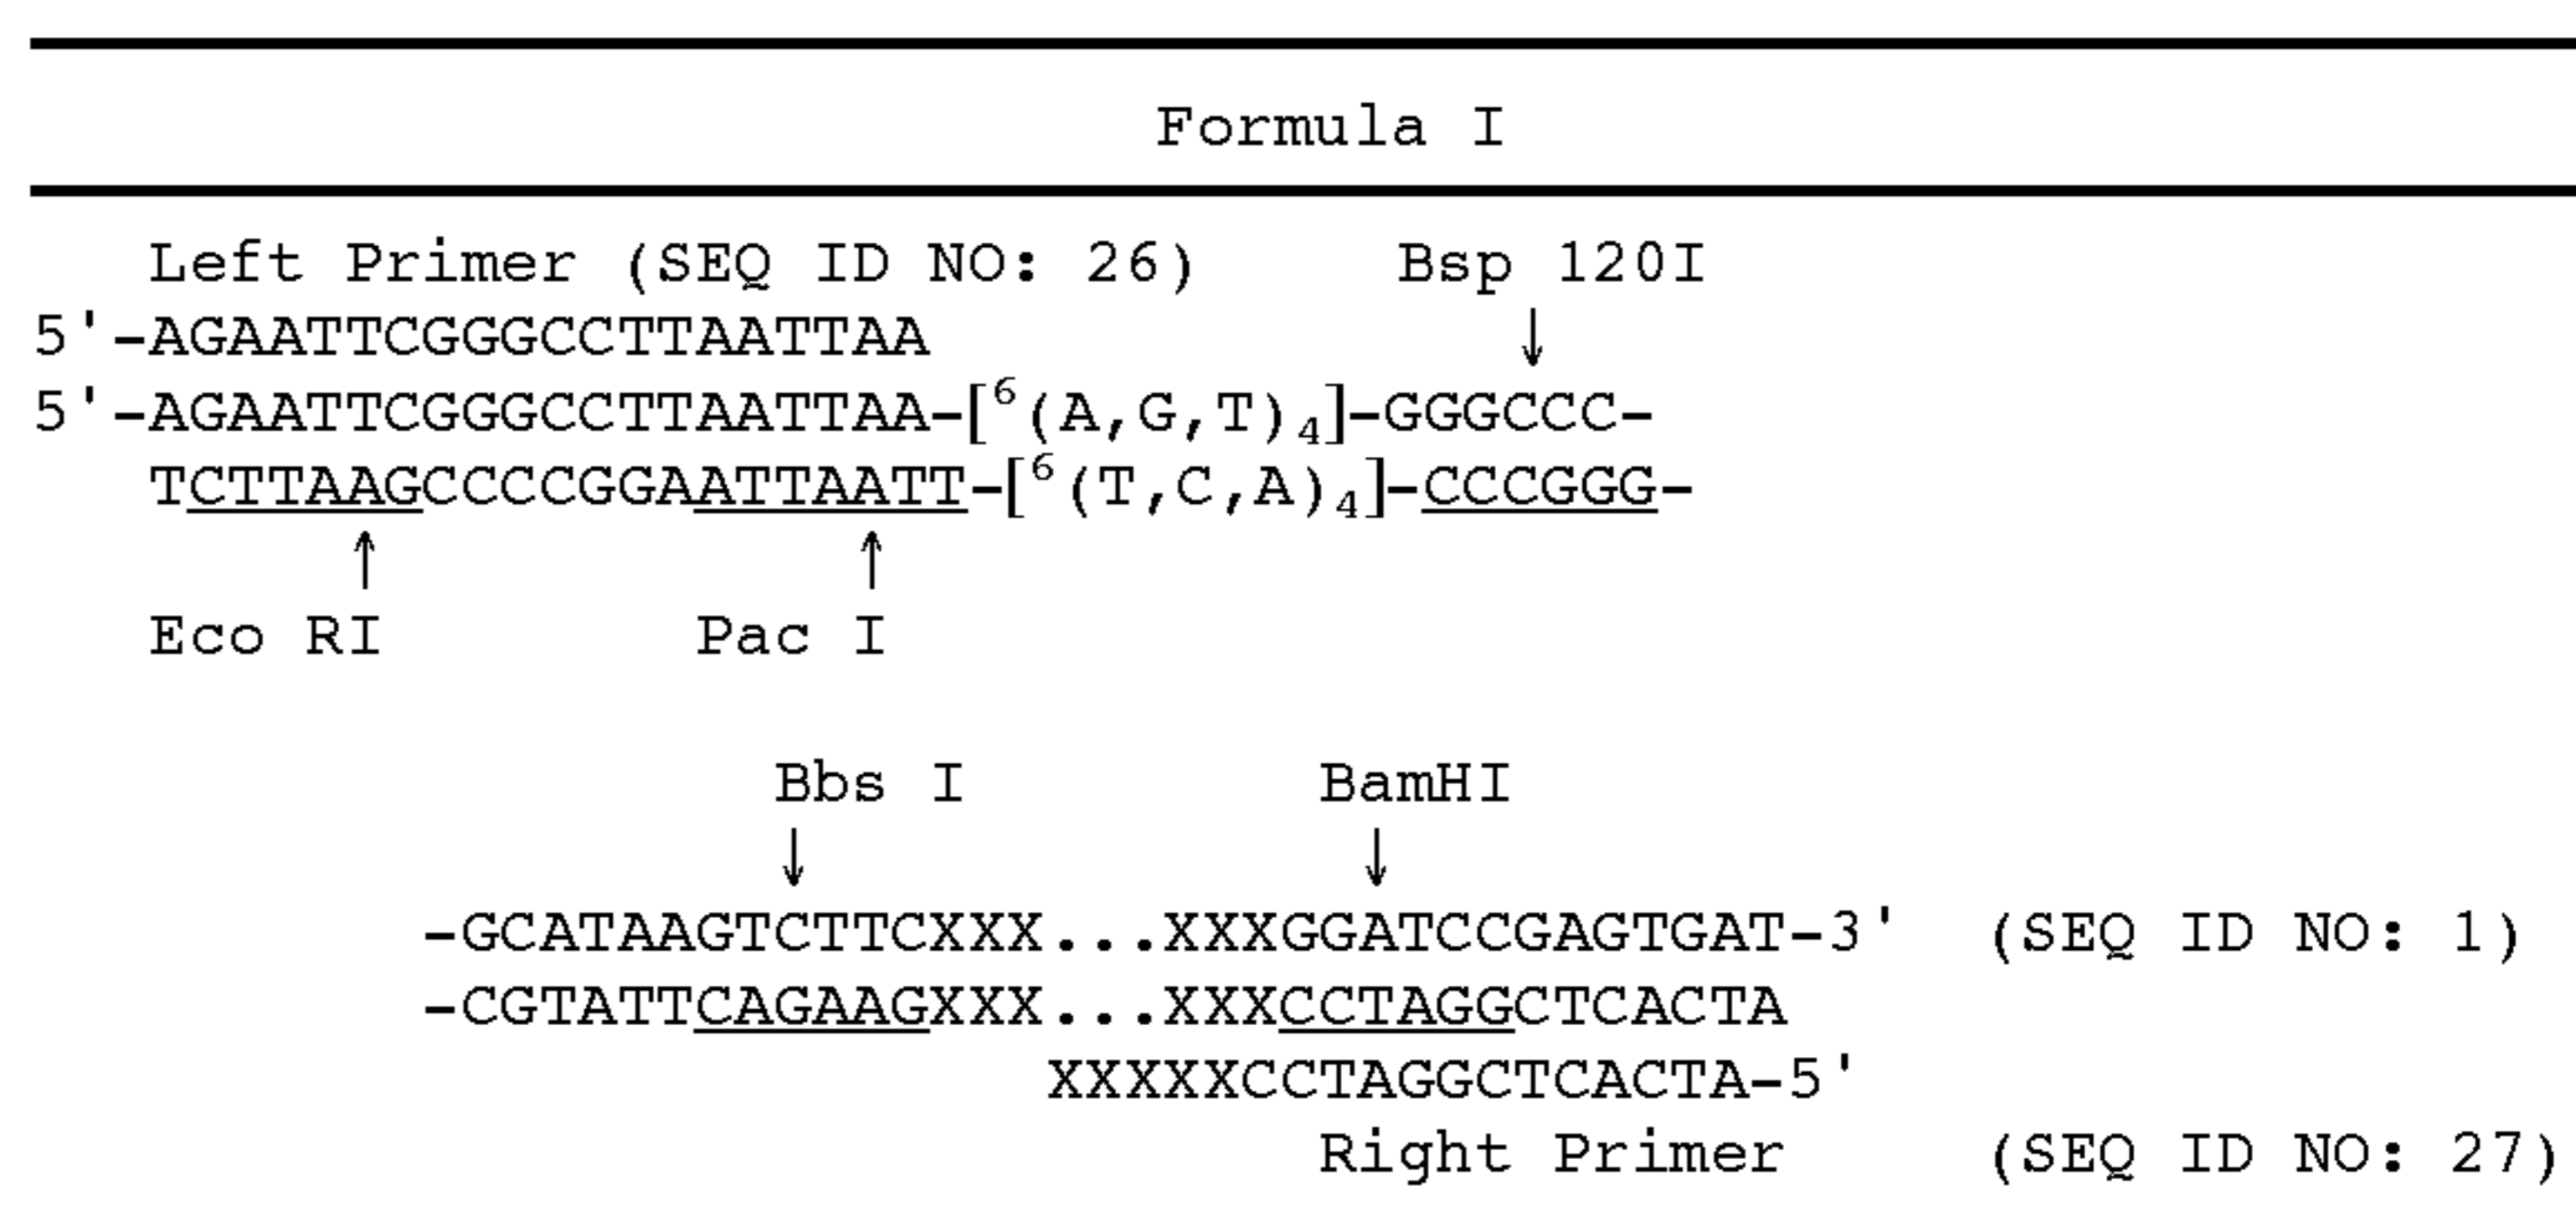 Formula I
Left Primer (SEQ ID NO: 26) Bsp 120I
5'-AGAATTCGGGCCTTAATTAA
5'-AGAATTCGGGCCTTAATTAA-[⁶(A,G,T)₄]-GGGCCC-
TCTTAAGCCCCGGAATTAATT-[⁶(T,C,A)₄]-CCCGGG-
Eco RI Pac I
Bbs I BamHI
-GCATAAGTCTTCXXX...XXXGGATCCGAGTGAT-3' (SEQ ID NO: 1)
-CGTATTCAGAAGXXX...XXXCCTAGGCTCACTA
XXXXXCCTAGGCTCACTA-5'
Right Primer (SEQ ID NO: 27)